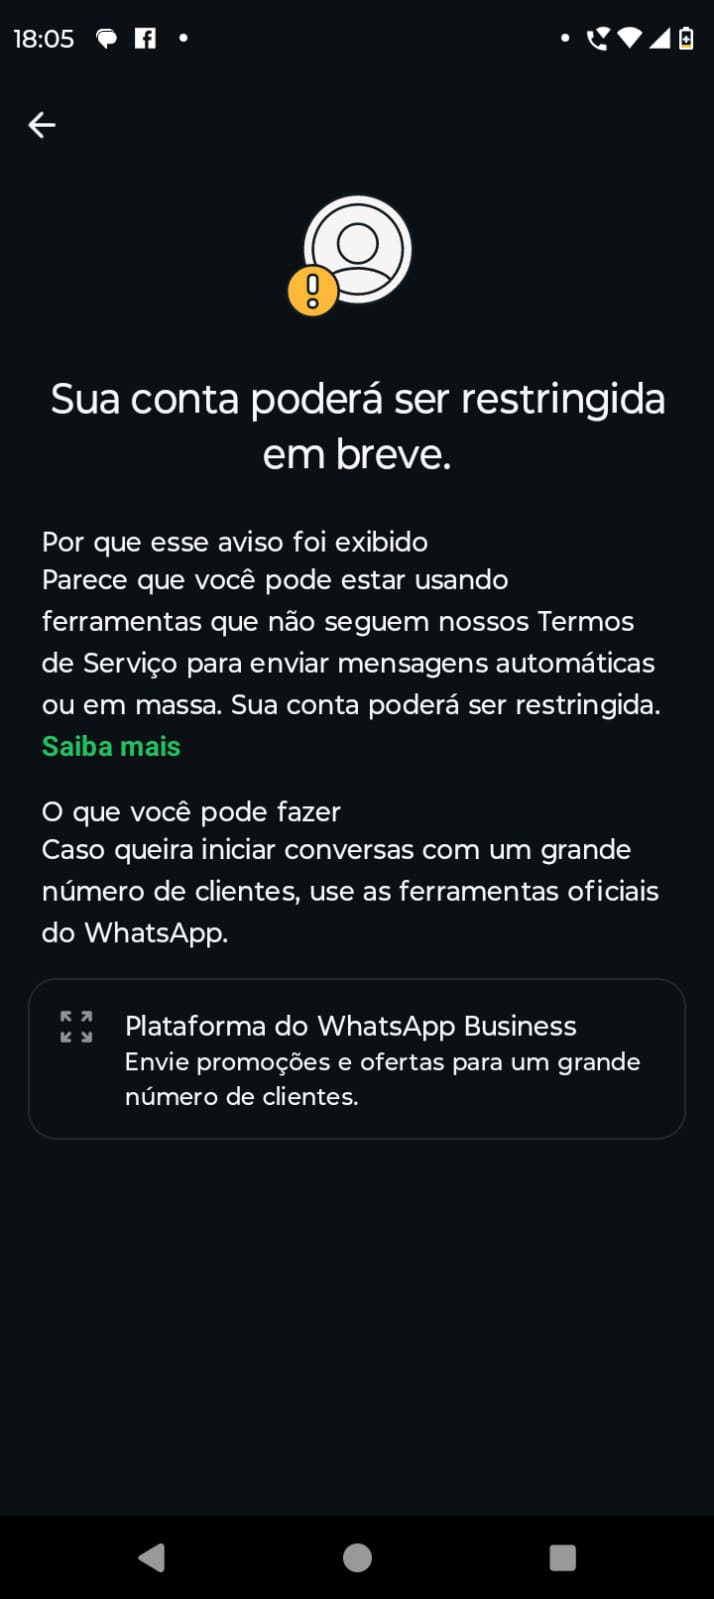 18:05
Sua conta poderá ser restringida
em breve.
Por que esse aviso foi exibido
Parece que você pode estar usando
ferramentas que não seguem nossos Termos
de Serviço para enviar mensagens automáticas
ou em massa. Sua conta poderá ser restringida.
Saiba mais
O que você pode fazer
Caso queira iniciar conversas com um grande
número de clientes, use as ferramentas oficiais
do WhatsApp.
Plataforma do WhatsApp Business
Envie promoções e ofertas para um grande
número de clientes.